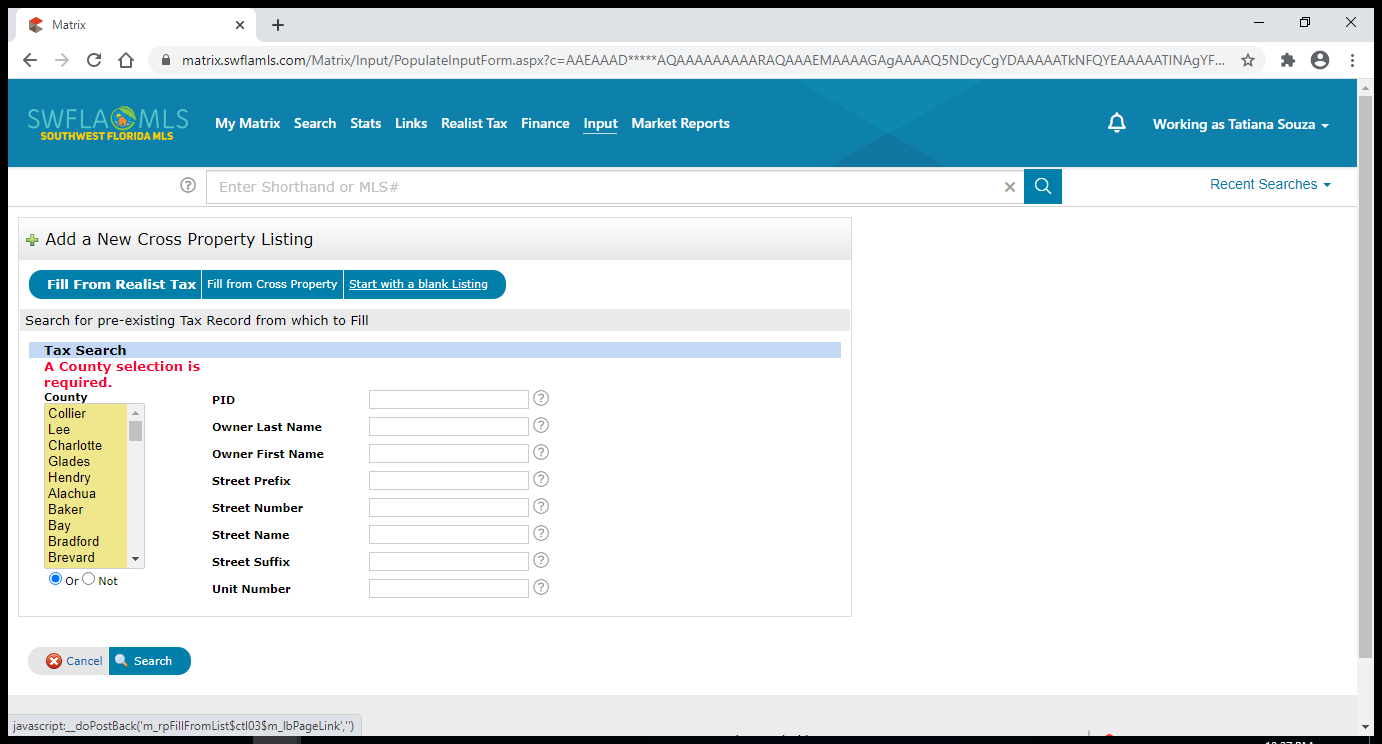 Matrix
matrix.swflamls.com/Matrix/Input/PopulateInputForm.aspx?c=AAEAAAD*****AQAAAAAAAAARAQAAAEMAAAAGAgAAAAQ5NDcyCgYDAAAAATkNFQYEAAAAATINAgYF...
SWFLA MLS
SOUTHWEST FLORIDA MLS
My Matrix Search Stats Links Realist Tax Finance Input Market Reports
Working as Tatiana Souza
Enter Shorthand or MLS#
Recent Searches
Add a New Cross Property Listing
Fill From Realist Tax Fill from Cross Property Start with a blank Listing
Search for pre-existing Tax Record from which to Fill
Tax Search
A County selection is
required.
County
Collier
Lee
Charlotte
Glades
Hendry
Alachua
Baker
Bay
Bradford
Brevard
Or Not
PID
Owner Last Name
Owner First Name
Street Prefix
Street Number
Street Name
Street Suffix
Unit Number
Cancel Search
javascript:__doPostBack('m_rpFillFromList$ctl03$m_lbPageLink','')